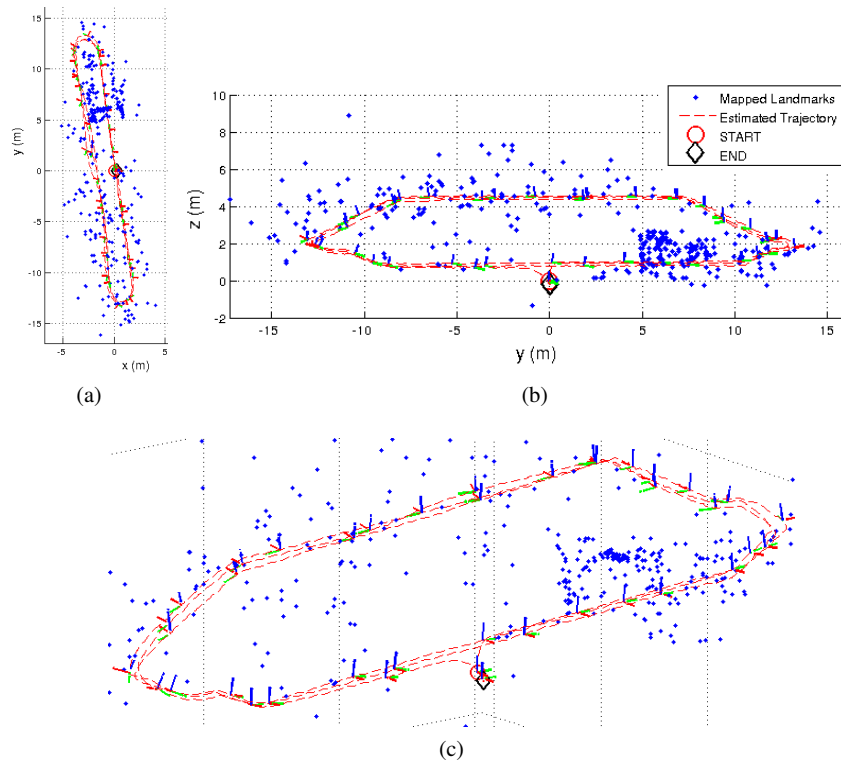 15
10
5
0
-5
-10
-15
-5 0 5
y (m)
x (m)
(a)
Mapped Landmarks
Estimated Trajectory
START
END
10
8
6
4
2
0
-2
-15 -10 -5 0 5 10 15
z (m)
y (m)
(b)
(c)